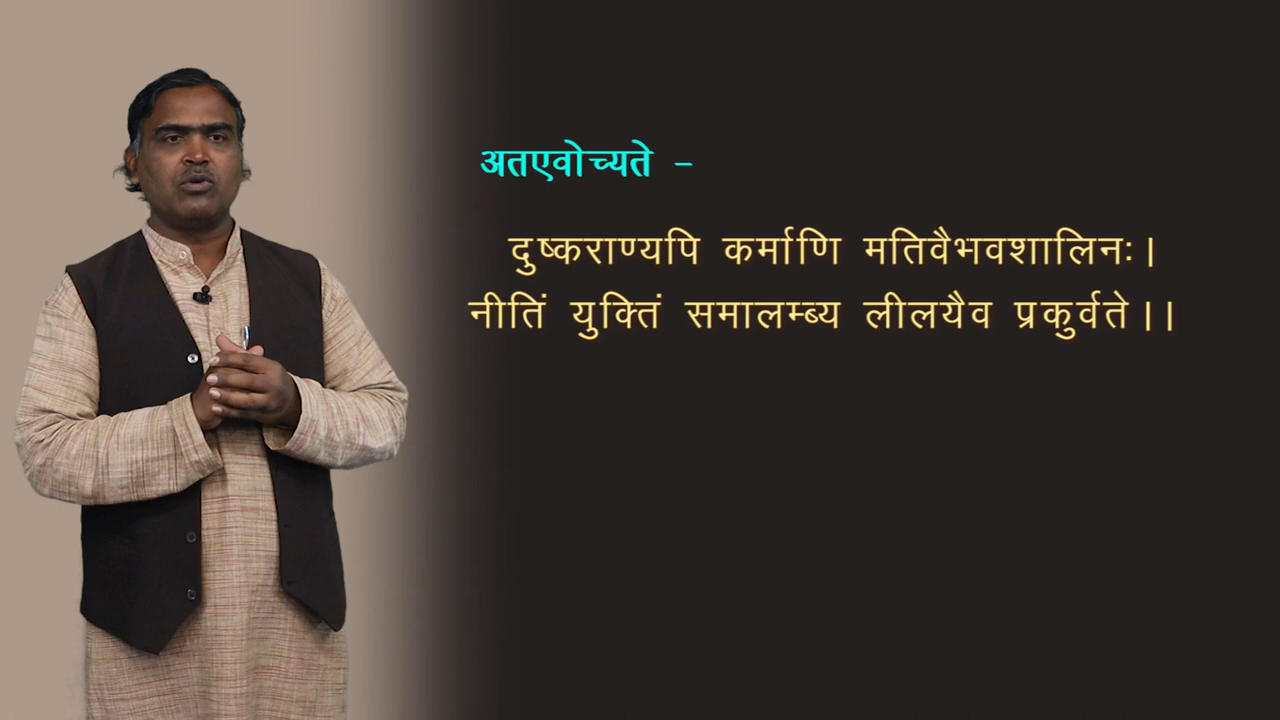 अतएवोच्यते –
दुष्कराण्यपि कर्माणि मतिवैभवशालिनः।
नीतिं युक्तिं समालम्ब्य लीलयैव प्रकुर्वते।।